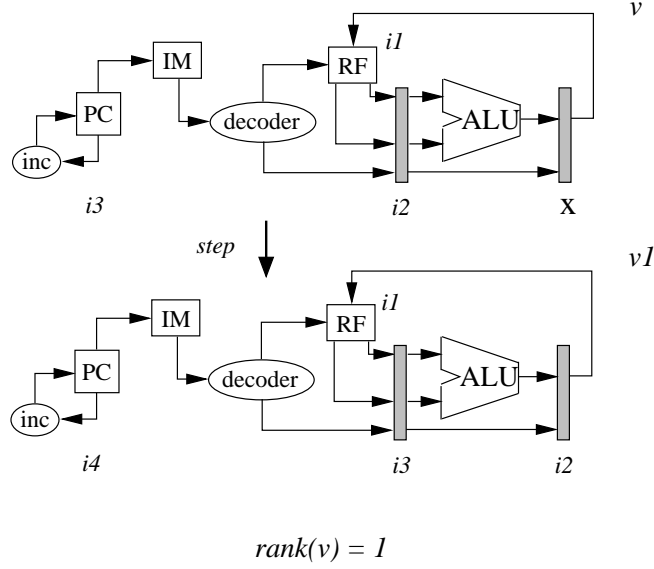 v
i1
IM
RF
PC
decoder
ALU
inc
i3
i2
x
step
v1
i1
IM
RF
PC
decoder
ALU
inc
i4
i3
i2
rank(v) = 1